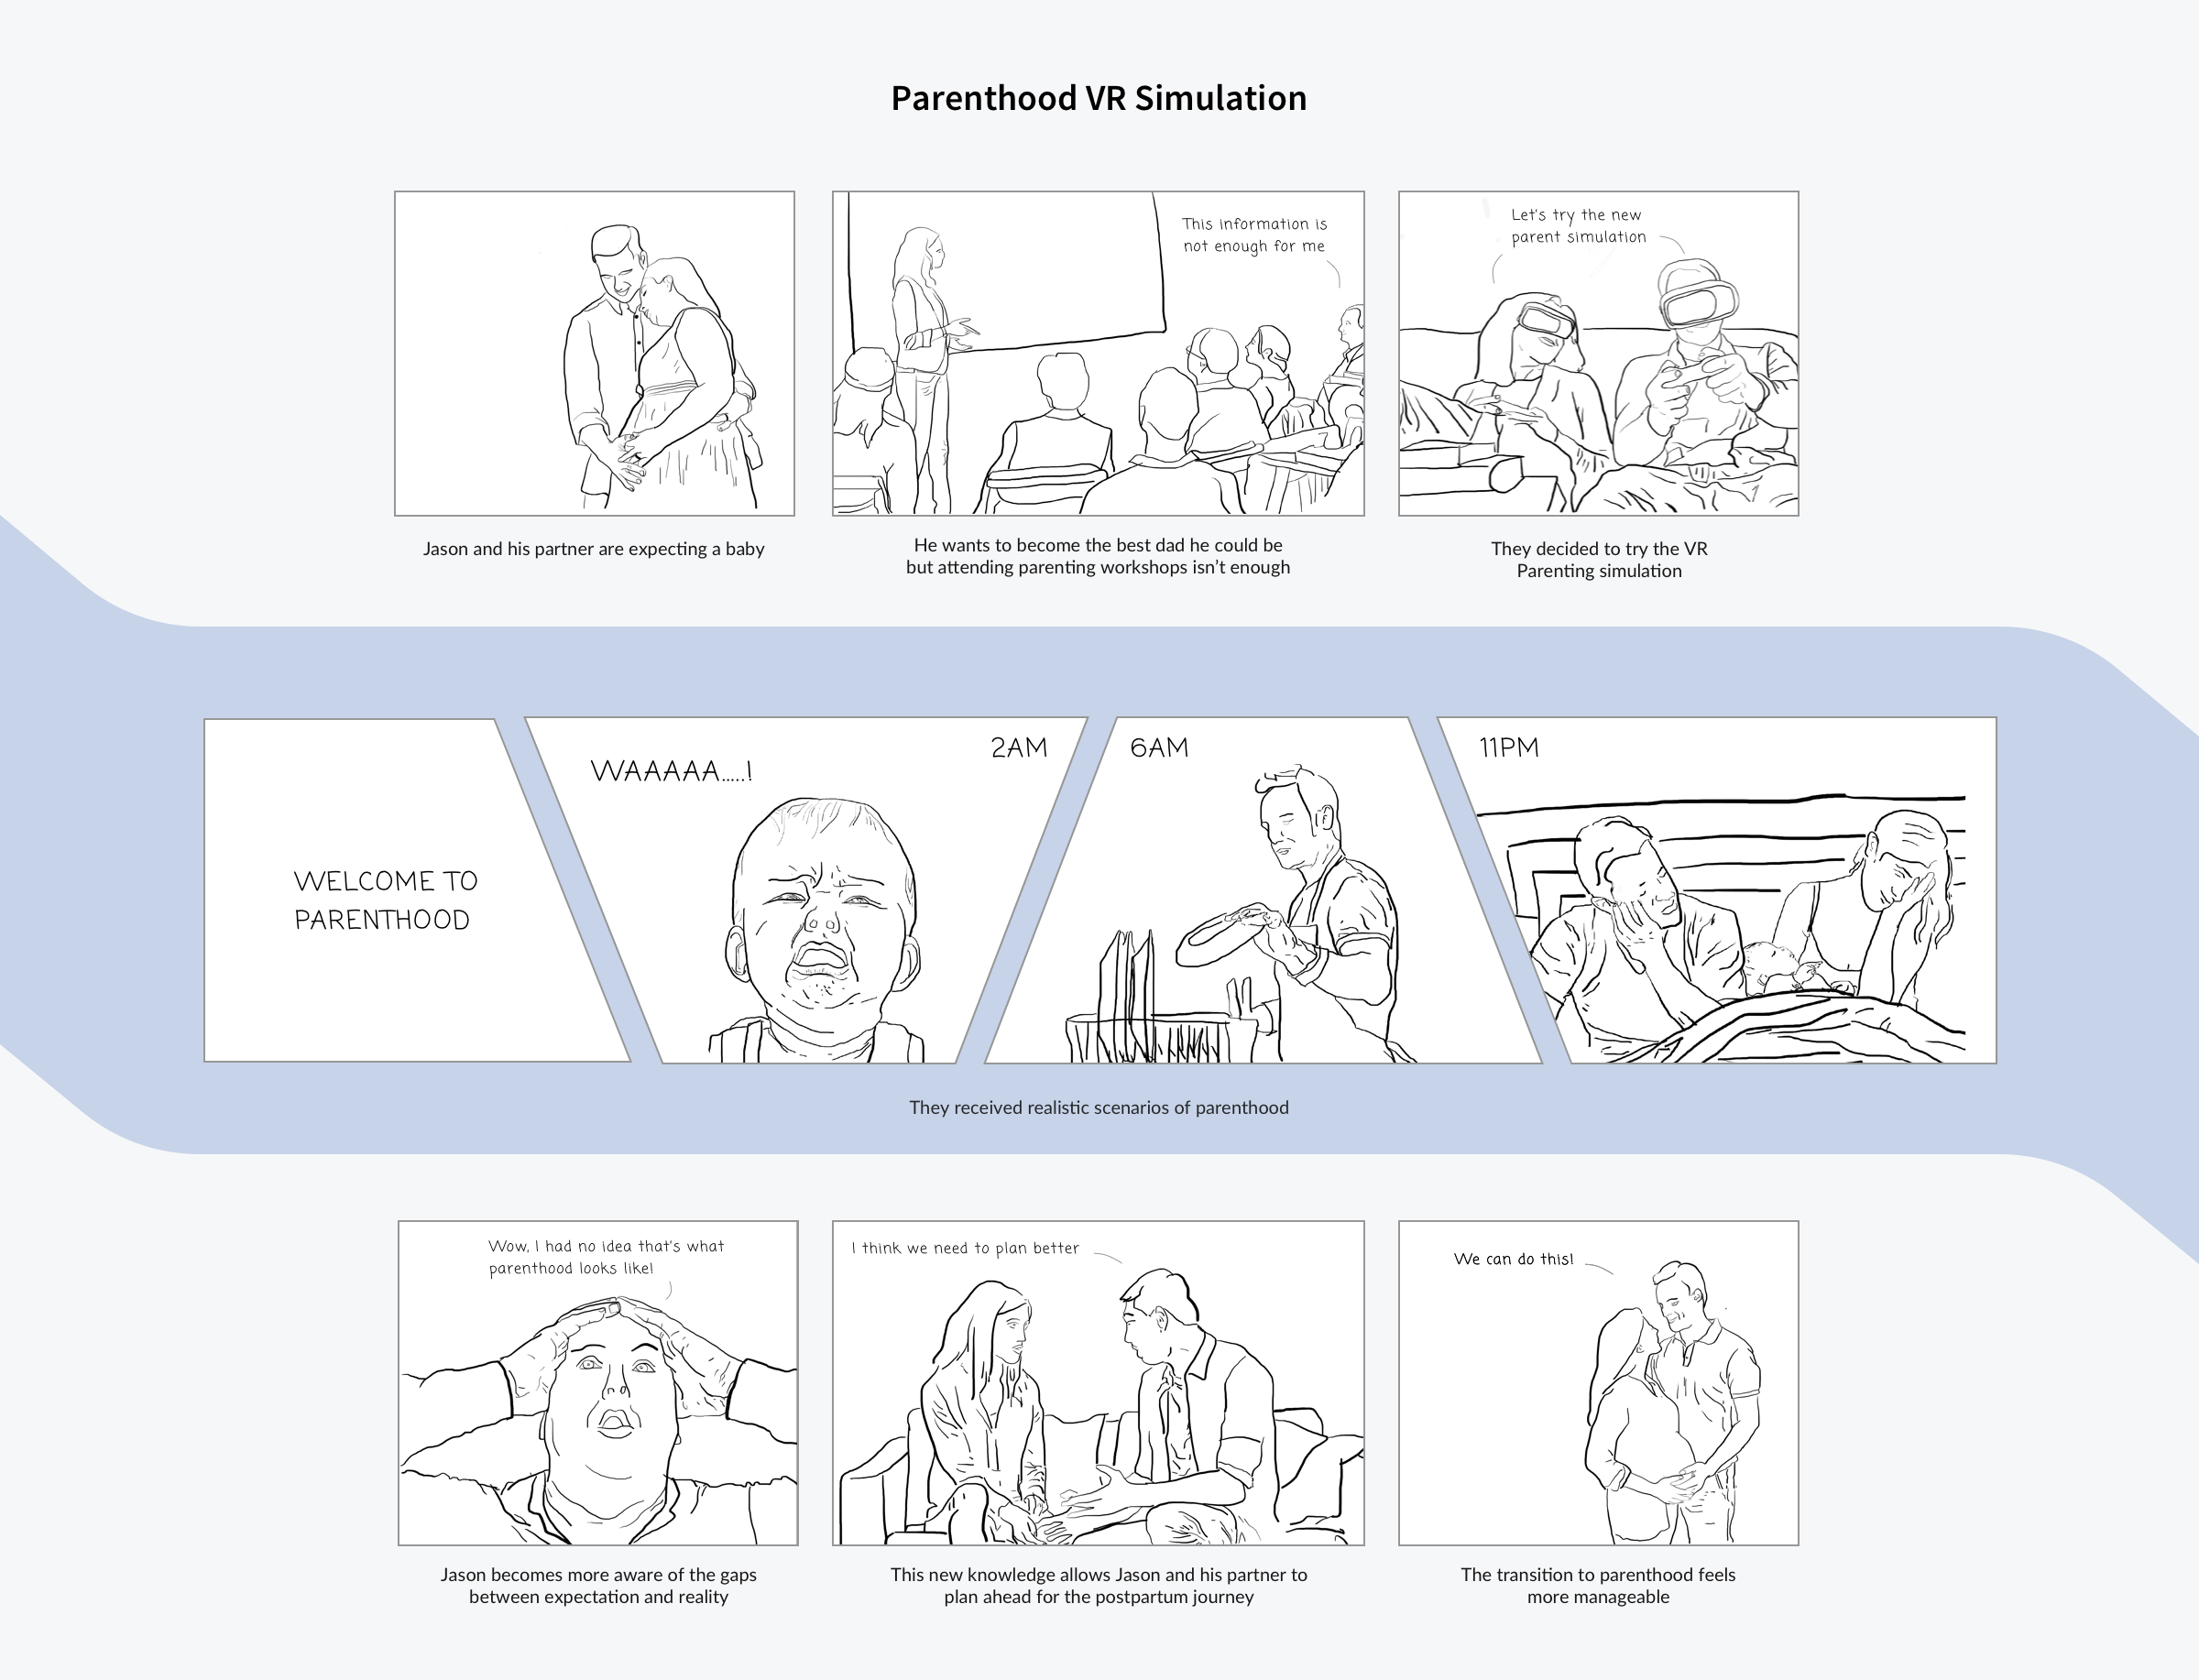 Parenthood VR Simulation
This information is
not enough for me
Let's try the new
parent simulation
Jason and his partner are expecting a baby
He wants to become the best dad he could be
but attending parenting workshops isn't enough
They decided to try the VR
Parenting simulation
WELCOME TO
PARENTHOOD
WAAAAA.....!
2AM
6AM
11PM
They received realistic scenarios of parenthood
Wow, I had no idea that's what
parenthood looks like!
I think we need to plan better
We can do this!
Jason becomes more aware of the gaps
between expectation and reality
This new knowledge allows Jason and his partner to
plan ahead for the postpartum journey
The transition to parenthood feels
more manageable